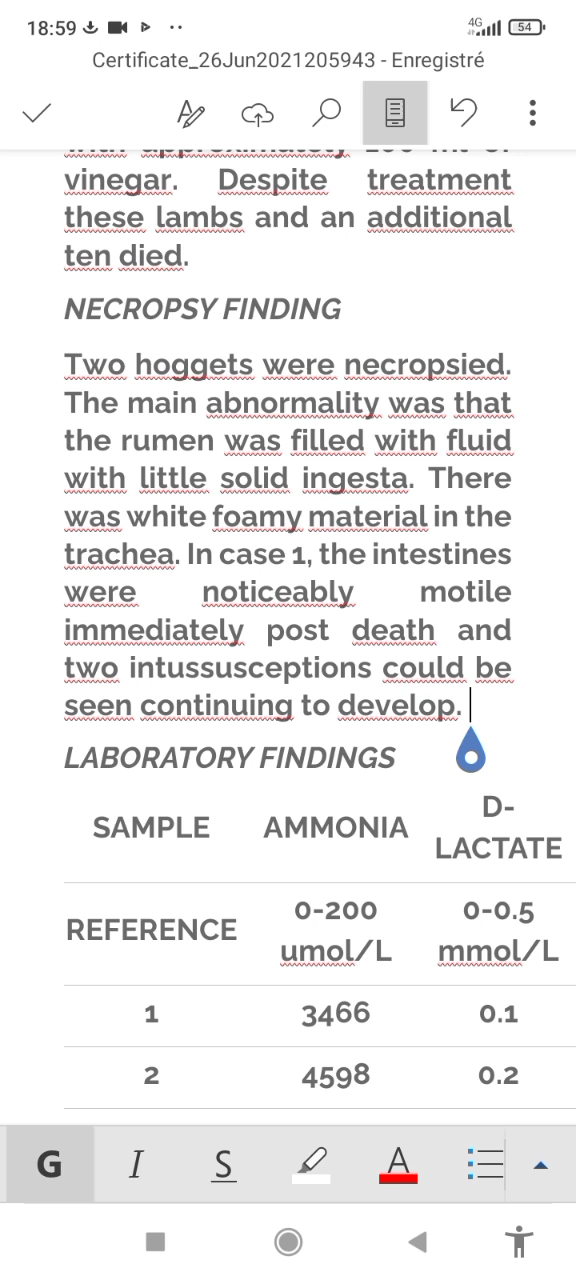 18:59
4G
54
Certificate_26Jun2021205943 - Enregistré
vinegar. Despite treatment
these lambs and an additional
ten died.
NECROPSY FINDING
Two hoggets were necropsied.
The main abnormality was that
the rumen was filled with fluid
with little solid ingesta. There
was white foamy material in the
trachea. In case 1, the intestines
were noticeably motile
immediately post death and
two intussusceptions could be
seen continuing to develop.
LABORATORY FINDINGS
SAMPLE AMMONIA D-LACTATE
REFERENCE 0-200 umol/L 0-0.5 mmol/L
1 3466 0.1
2 4598 0.2
G I S A